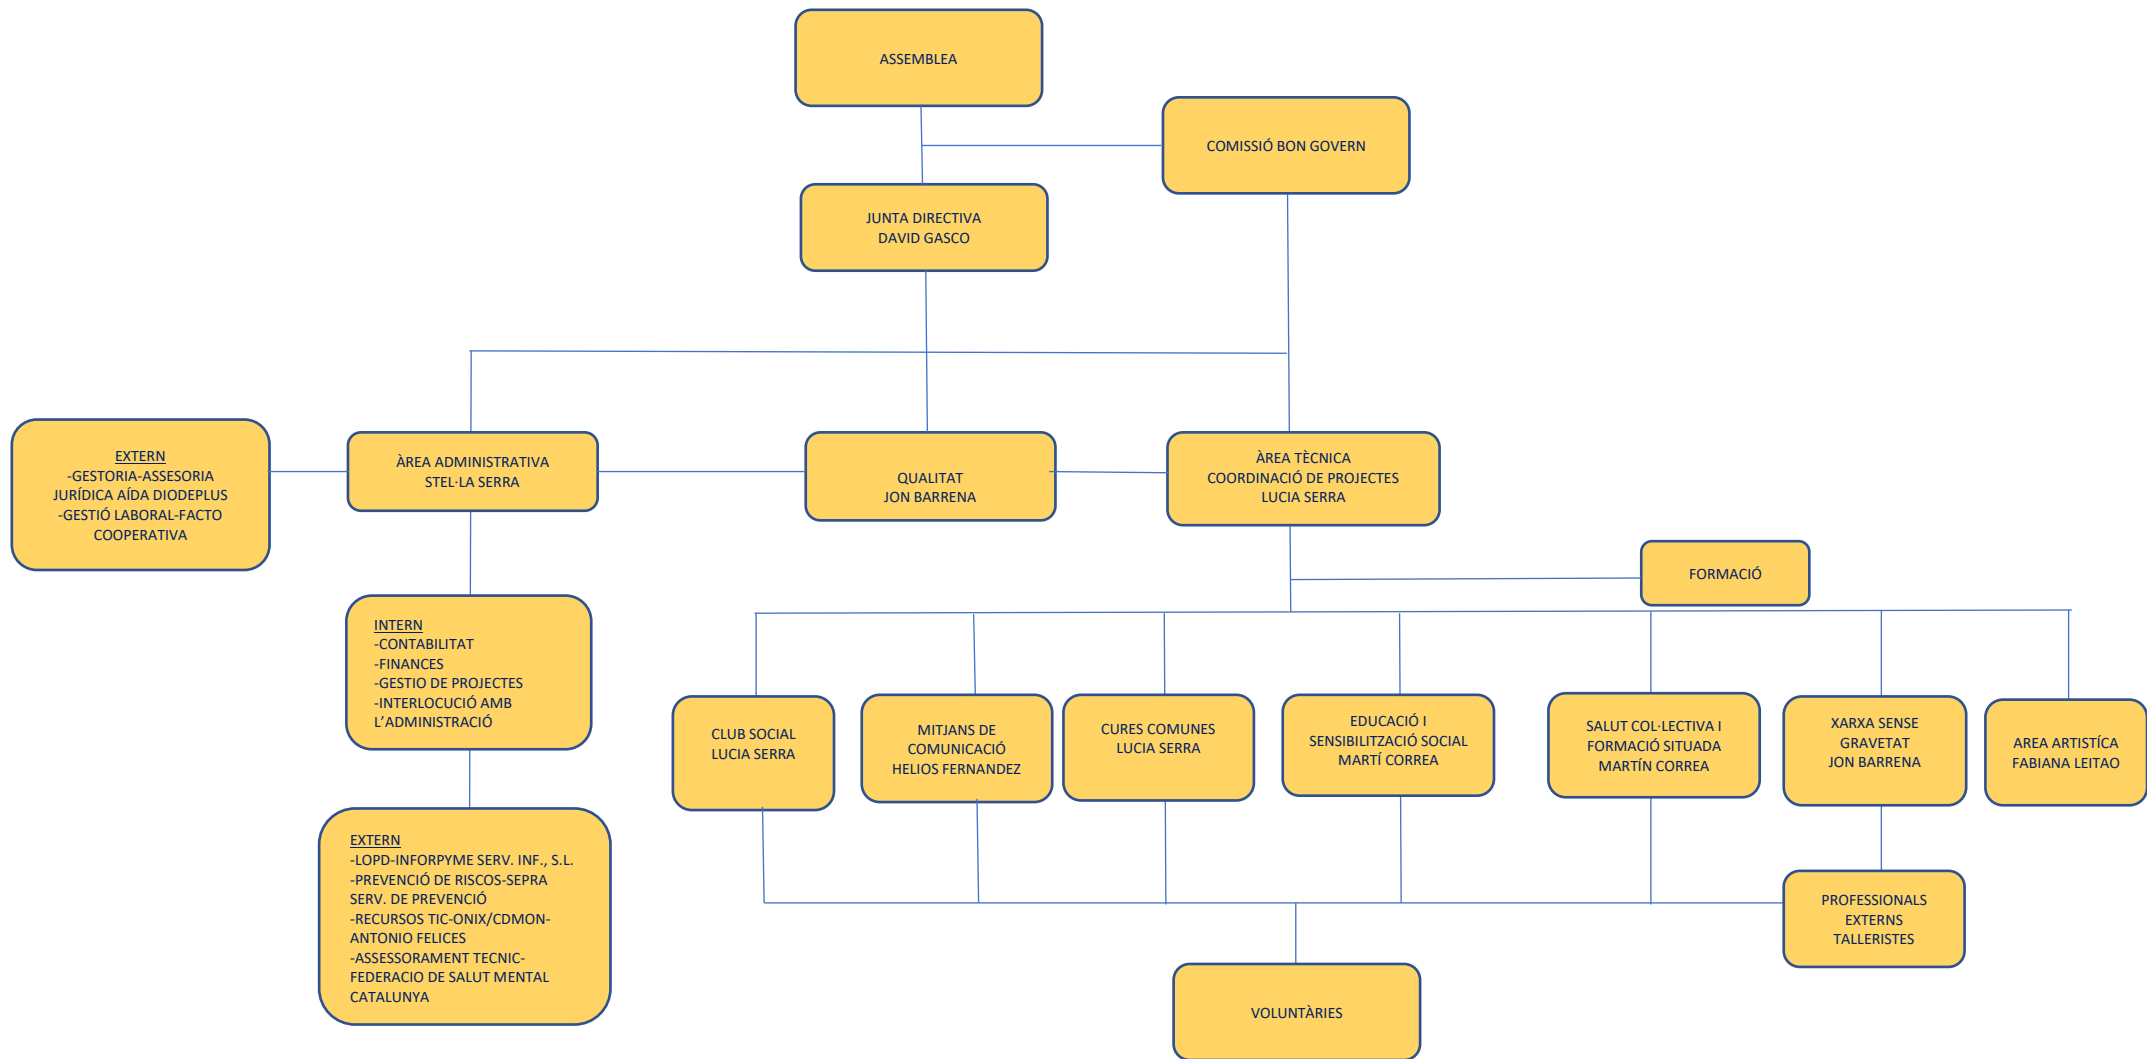 ASSEMBLEA
COMISSIÓ BON GOVERN
JUNTA DIRECTIVA
DAVID GASCO
EXTERN
-GESTORIA-ASSESORIA
JURÍDICA AÍDA DIODEPLUS
-GESTIÓ LABORAL-FACTO
COOPERATIVA
ÀREA ADMINISTRATIVA
STEL·LA SERRA
QUALITAT
JON BARRENA
ÀREA TÈCNICA
COORDINACIÓ DE PROJECTES
LUCIA SERRA
FORMACIÓ
INTERN
-CONTABILITAT
-FINANCES
-GESTIO DE PROJECTES
-INTERLOCUCIÓ AMB
L’ADMINISTRACIÓ
CLUB SOCIAL
LUCIA SERRA
MITJANS DE
COMUNICACIÓ
HELIOS FERNANDEZ
CURES COMUNES
LUCIA SERRA
EDUCACIÓ I
SENSIBILITZACIÓ SOCIAL
MARTÍ CORREA
SALUT COL·LECTIVA I
FORMACIÓ SITUADA
MARTÍN CORREA
XARXA SENSE
GRAVETAT
JON BARRENA
AREA ARTISTÍCA
FABIANA LEITAO
EXTERN
-LOPD-INFORPYME SERV. INF., S.L.
-PREVENCIÓ DE RISCOS-SEPRA
SERV. DE PREVENCIÓ
-RECURSOS TIC-ONIX/CDMON-
ANTONIO FELICES
-ASSESSORAMENT TECNIC-
FEDERACIO DE SALUT MENTAL
CATALUNYA
PROFESSIONALS
EXTERNS
TALLERISTES
VOLUNTÀRIES